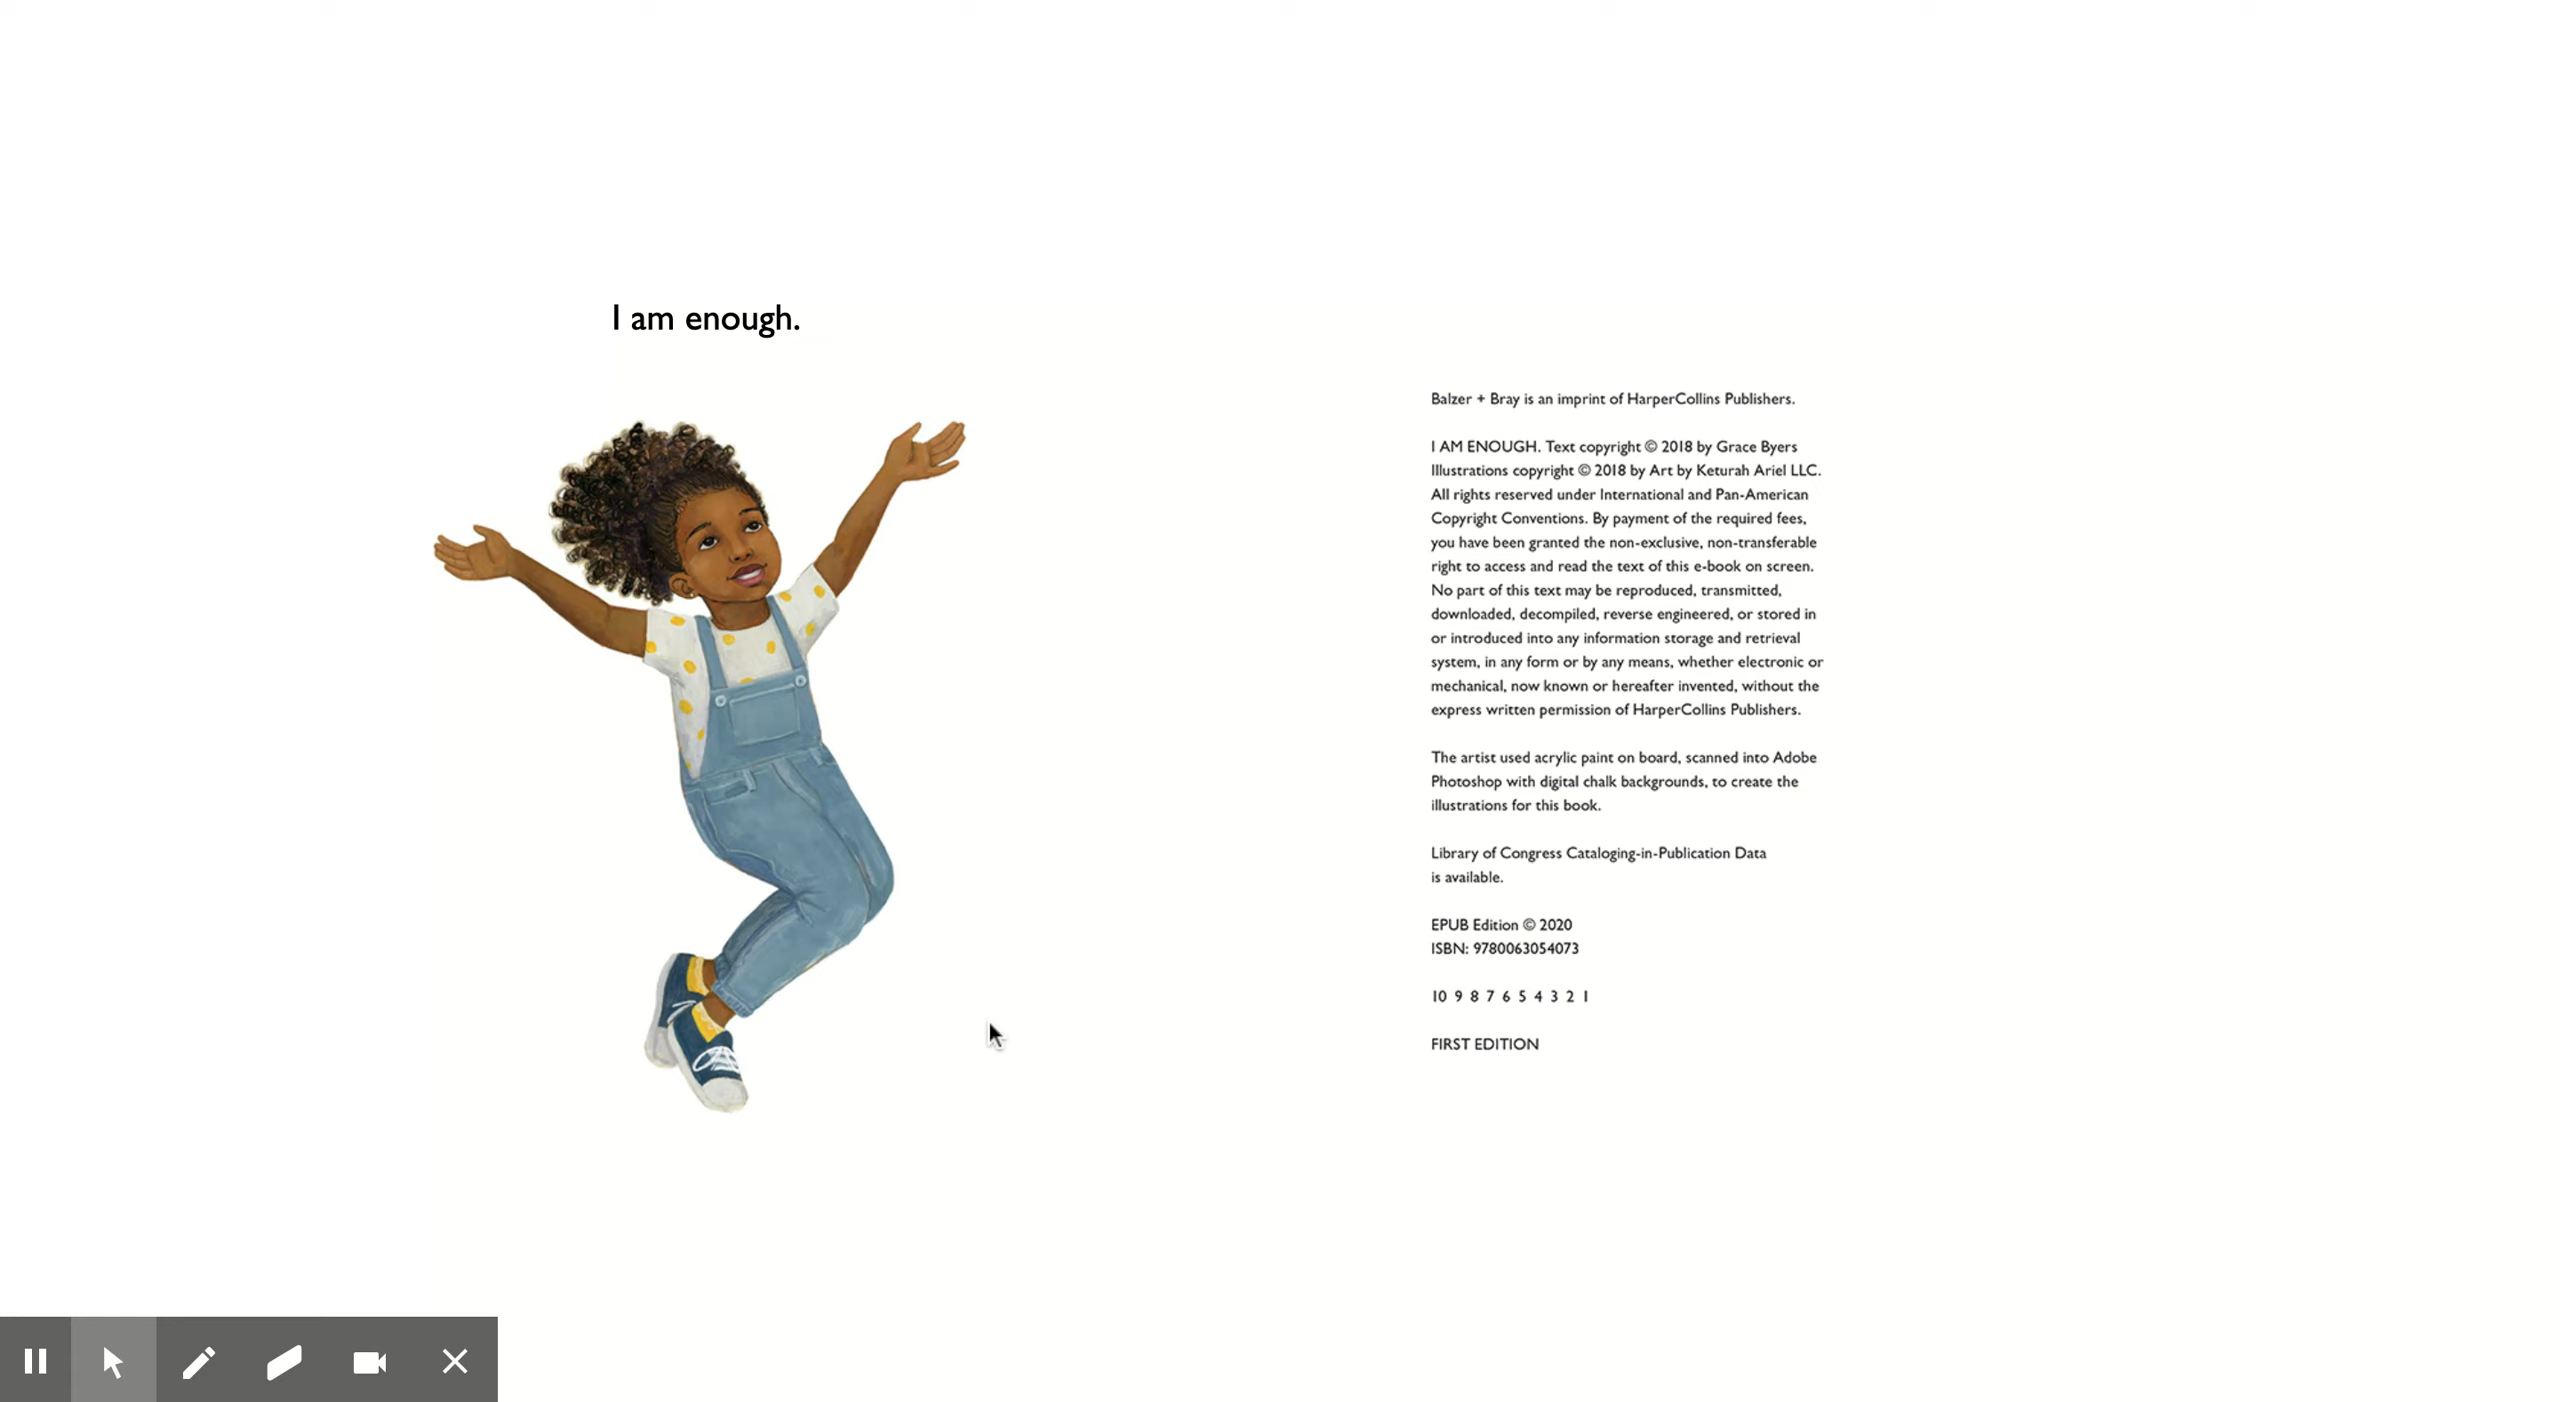 I am enough.
Balzer + Bray is an imprint of HarperCollins Publishers.
I AM ENOUGH. Text copyright © 2018 by Grace Byers
Illustrations copyright © 2018 by Art by Keturah Ariel LLC.
All rights reserved under International and Pan-American
Copyright Conventions. By payment of the required fees,
you have been granted the non-exclusive, non-transferable
right to access and read the text of this e-book on screen.
No part of this text may be reproduced, transmitted,
downloaded, decompiled, reverse engineered, or stored in
or introduced into any information storage and retrieval
system, in any form or by any means, whether electronic or
mechanical, now known or hereafter invented, without the
express written permission of HarperCollins Publishers.
The artist used acrylic paint on board, scanned into Adobe
Photoshop with digital chalk backgrounds, to create the
illustrations for this book.
Library of Congress Cataloging-in-Publication Data
is available.
EPUB Edition © 2020
ISBN: 9780063054073
10 9 8 7 6 5 4 3 2 1
FIRST EDITION